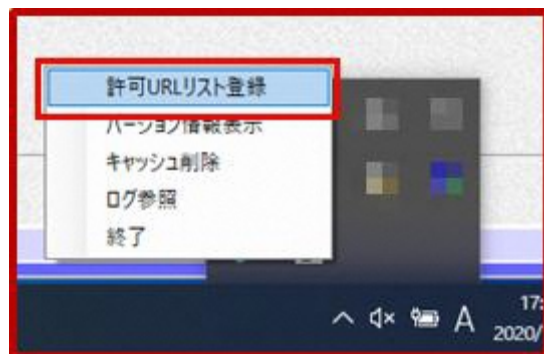 許可URLリスト登録
バージョン情報表示
キャッシュ削除
ログ参照
終了
A
17:
2020/